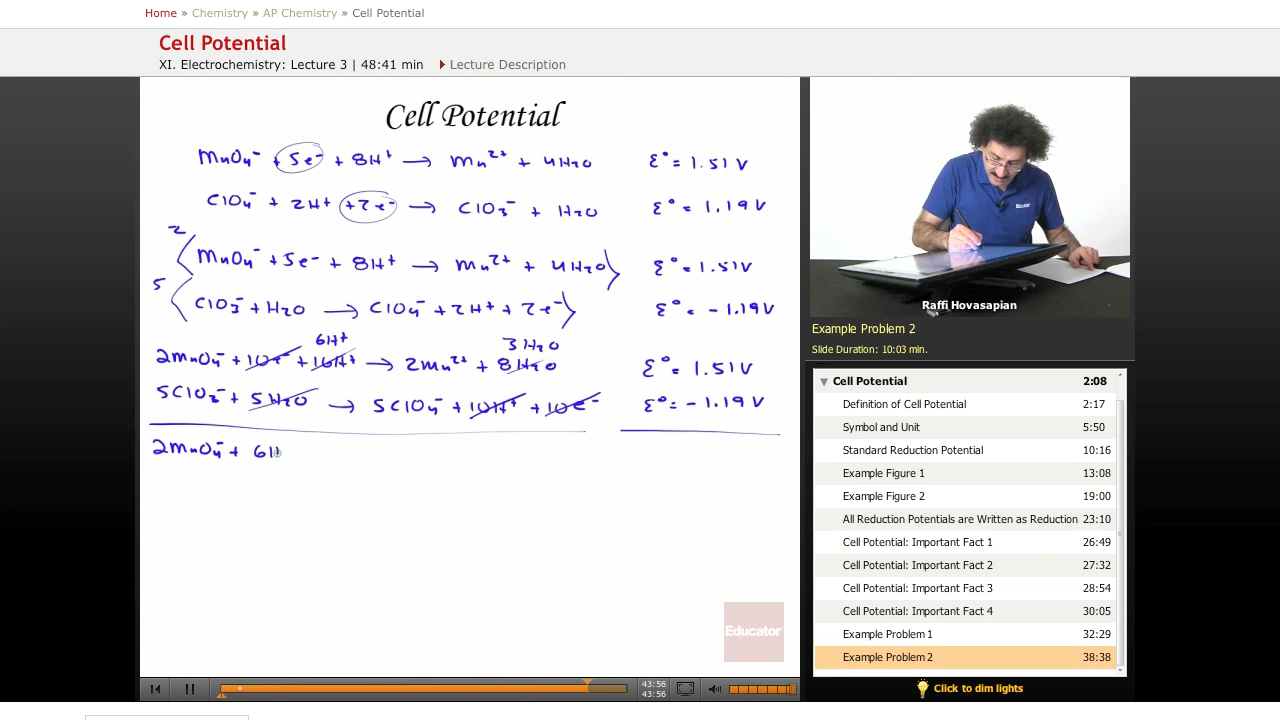 Home » Chemistry » AP Chemistry » Cell Potential
Cell Potential
XI. Electrochemistry: Lecture 3 | 48:41 min Lecture Description
Cell Potential
MnO₄⁻ + 5e⁻ + 8H⁺ → Mn²⁺ + 4H₂O ℰ° = 1.51 V
ClO₄⁻ + 2H⁺ + 2e⁻ → ClO₃⁻ + H₂O ℰ° = 1.19 V
2
MnO₄⁻ + 5e⁻ + 8H⁺ → Mn²⁺ + 4H₂O ℰ° = 1.51 V
5
ClO₃⁻ + H₂O → ClO₄⁻ + 2H⁺ + 2e⁻ ℰ° = -1.19 V
6H⁺ 3H₂O
2MnO₄⁻ + 10e⁻ + 16H⁺ → 2Mn²⁺ + 8H₂O ℰ° = 1.51 V
5ClO₃⁻ + 5H₂O → 5ClO₄⁻ + 10H⁺ + 10e⁻ ℰ° = -1.19 V
2MnO₄⁻ + 6H
Educator
43:56
43:56
Educator
Raffi Hovasapian
Example Problem 2
Slide Duration: 10:03 min.
Cell Potential 2:08
Definition of Cell Potential 2:17
Symbol and Unit 5:50
Standard Reduction Potential 10:16
Example Figure 1 13:08
Example Figure 2 19:00
All Reduction Potentials are Written as Reduction 23:10
Cell Potential: Important Fact 1 26:49
Cell Potential: Important Fact 2 27:32
Cell Potential: Important Fact 3 28:54
Cell Potential: Important Fact 4 30:05
Example Problem 1 32:29
Example Problem 2 38:38
Click to dim lights